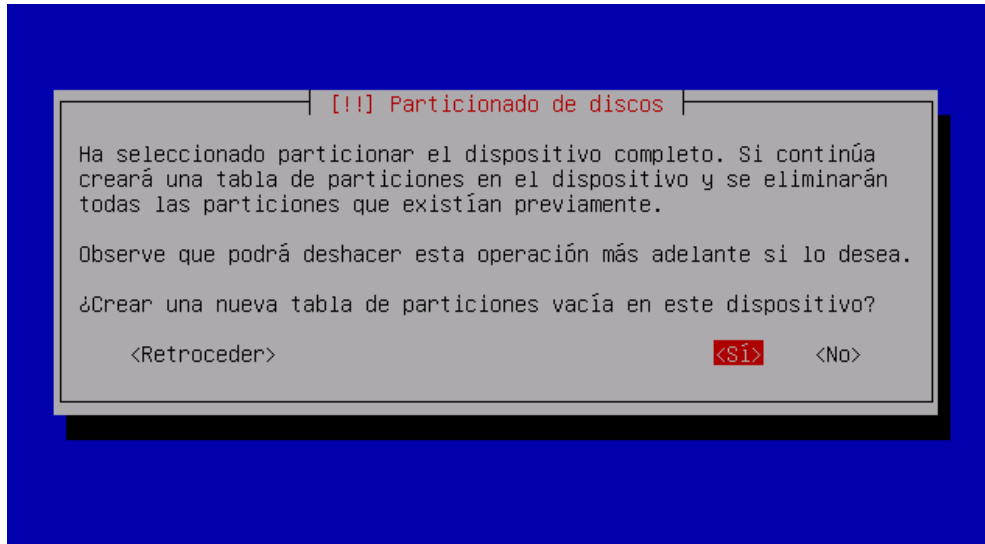 [!!] Particionado de discos
Ha seleccionado particionar el dispositivo completo. Si continúa
creará una tabla de particiones en el dispositivo y se eliminarán
todas las particiones que existían previamente.
Observe que podrá deshacer esta operación más adelante si lo desea.
¿Crear una nueva tabla de particiones vacía en este dispositivo?
<Retroceder> <Sí> <No>